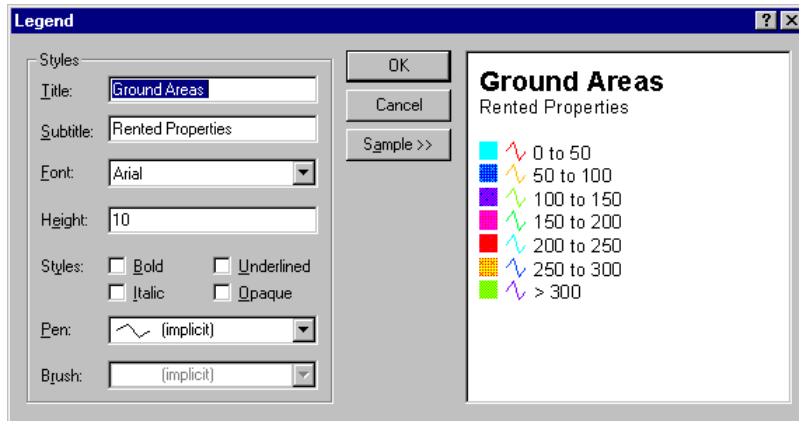 Legend
Styles
Title: Ground Areas
Subtitle: Rented Properties
Font: Arial
Height: 10
Styles: Bold Underlined
Italic Opaque
Pen: (implicit)
Brush: (implicit)
OK
Cancel
Sample >>
Ground Areas
Rented Properties
0 to 50
50 to 100
100 to 150
150 to 200
200 to 250
250 to 300
> 300